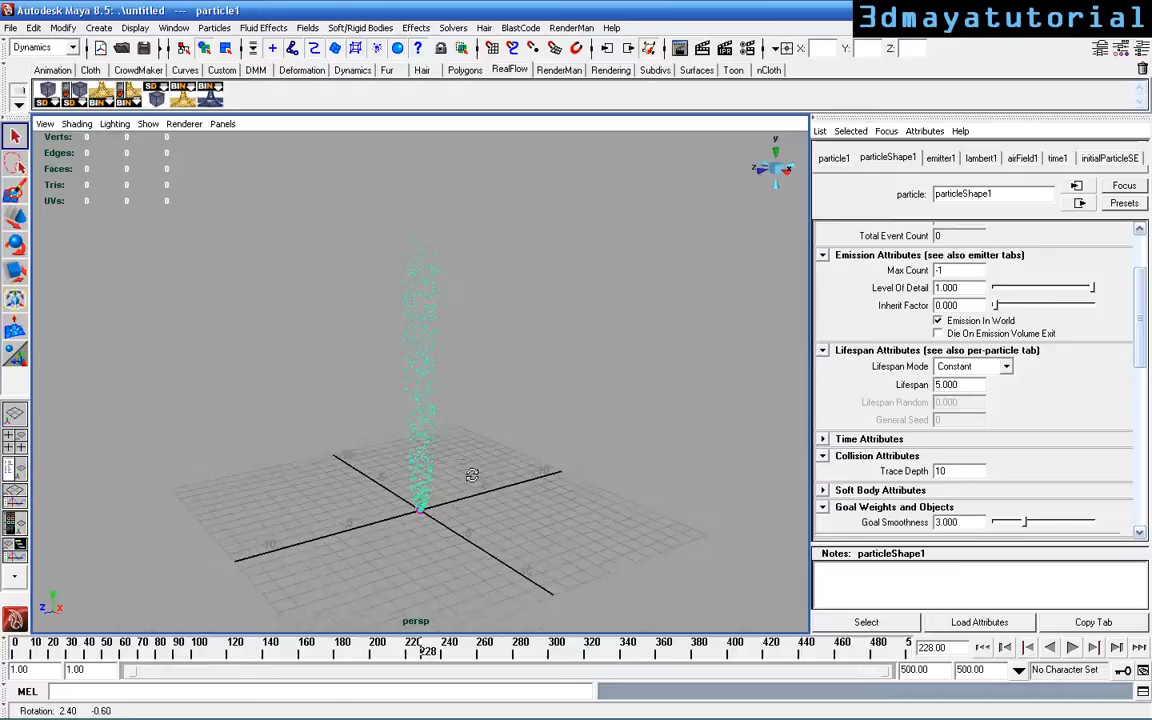 Autodesk Maya 8.5: .\untitled --- particle1
3dmayatutorial
File Edit Modify Create Display Window Particles Fluid Effects Fields Soft/Rigid Bodies Effects Solvers Hair BlastCode RenderMan Help
Dynamics X: Y: Z:
Animation Cloth CrowdMaker Curves Custom DMM Deformation Dynamics Fur Hair Polygons RealFlow RenderMan Rendering Subdivs Surfaces Toon nCloth
SD SD BIN BIN SD BIN BIN
View Shading Lighting Show Renderer Panels
List Selected Focus Attributes Help
Verts: 0 0 0
Edges: 0 0 0
Faces: 0 0 0
Tris: 0 0 0
UVs: 0 0 0
y
z x
particle1 particleShape1 emitter1 lambert1 airField1 time1 initialParticleSE
particle: particleShape1 Focus
Presets
Total Event Count 0
Emission Attributes (see also emitter tabs)
Max Count -1
Level Of Detail 1.000
Inherit Factor 0.000
Emission In World
Die On Emission Volume Exit
Lifespan Attributes (see also per-particle tab)
Lifespan Mode Constant
Lifespan 5.000
Lifespan Random 0.000
General Seed 0
Time Attributes
Collision Attributes
Trace Depth 10
Soft Body Attributes
Goal Weights and Objects
Goal Smoothness 3.000
Notes: particleShape1
Select Load Attributes Copy Tab
persp
0 10 20 30 40 50 60 70 80 90 100 120 140 160 180 200 220 240 260 280 300 320 340 360 380 400 420 440 460 480 5
228
228.00
1.00 1.00 500.00 500.00 No Character Set
MEL
Rotation: 2.40 -0.60